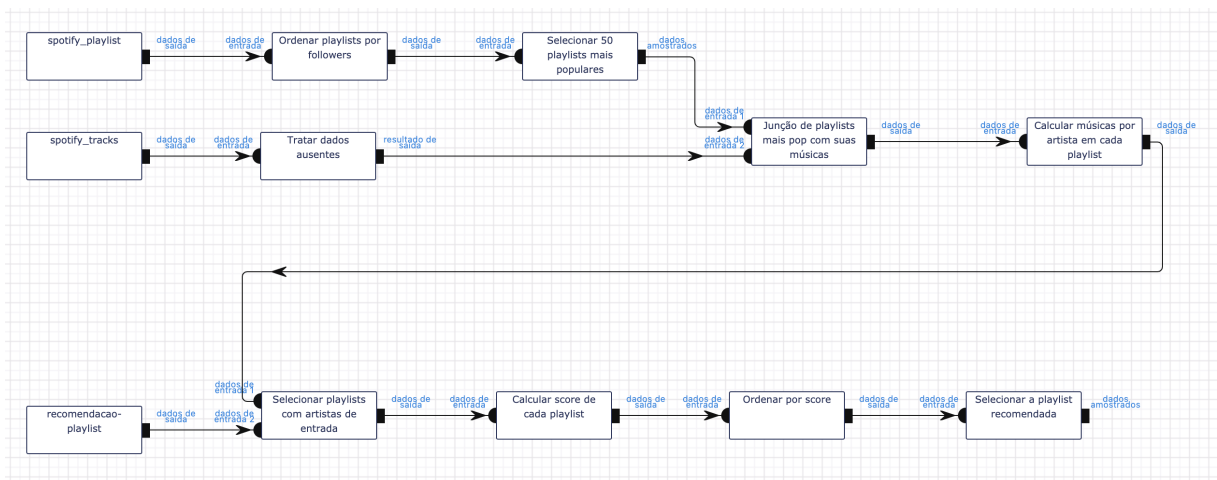 spotify_playlist
dados de
saída
dados de
entrada
Ordenar playlists por
followers
dados de
saída
dados de
entrada
Selecionar 50
playlists mais
populares
dados
amostrados
spotify_tracks
dados de
saída
dados de
entrada
Tratar dados
ausentes
resultado de
saída
dados de
entrada 1
dados de
entrada 2
Junção de playlists
mais pop com suas
músicas
dados de
saída
dados de
entrada
Calcular músicas por
artista em cada
playlist
dados de
saída
recomendacao-
playlist
dados de
saída
dados de
entrada 1
dados de
entrada 2
Selecionar playlists
com artistas de
entrada
dados de
saída
dados de
entrada
Calcular score de
cada playlist
dados de
saída
dados de
entrada
Ordenar por score
dados de
saída
dados de
entrada
Selecionar a playlist
recomendada
dados
amostrados